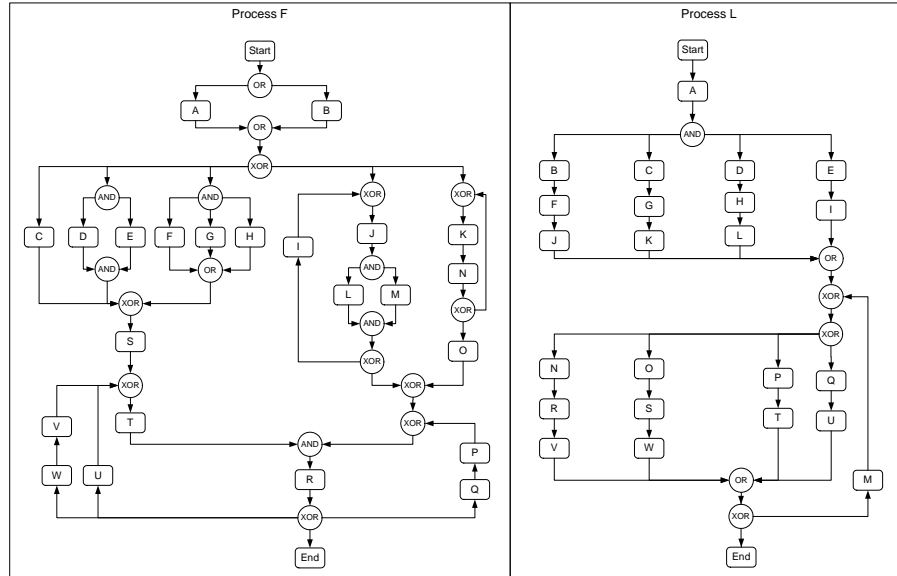 Process F
Process L
Start
OR
A
B
OR
XOR
AND
AND
XOR
XOR
C
D
E
F
G
H
I
J
K
AND
OR
AND
L
M
N
XOR
AND
XOR
S
XOR
O
XOR
XOR
V
T
XOR
AND
P
W
U
R
Q
XOR
End
Start
A
AND
B
C
D
E
F
G
H
I
J
K
L
OR
XOR
XOR
N
O
P
Q
R
S
T
U
V
W
OR
M
XOR
End